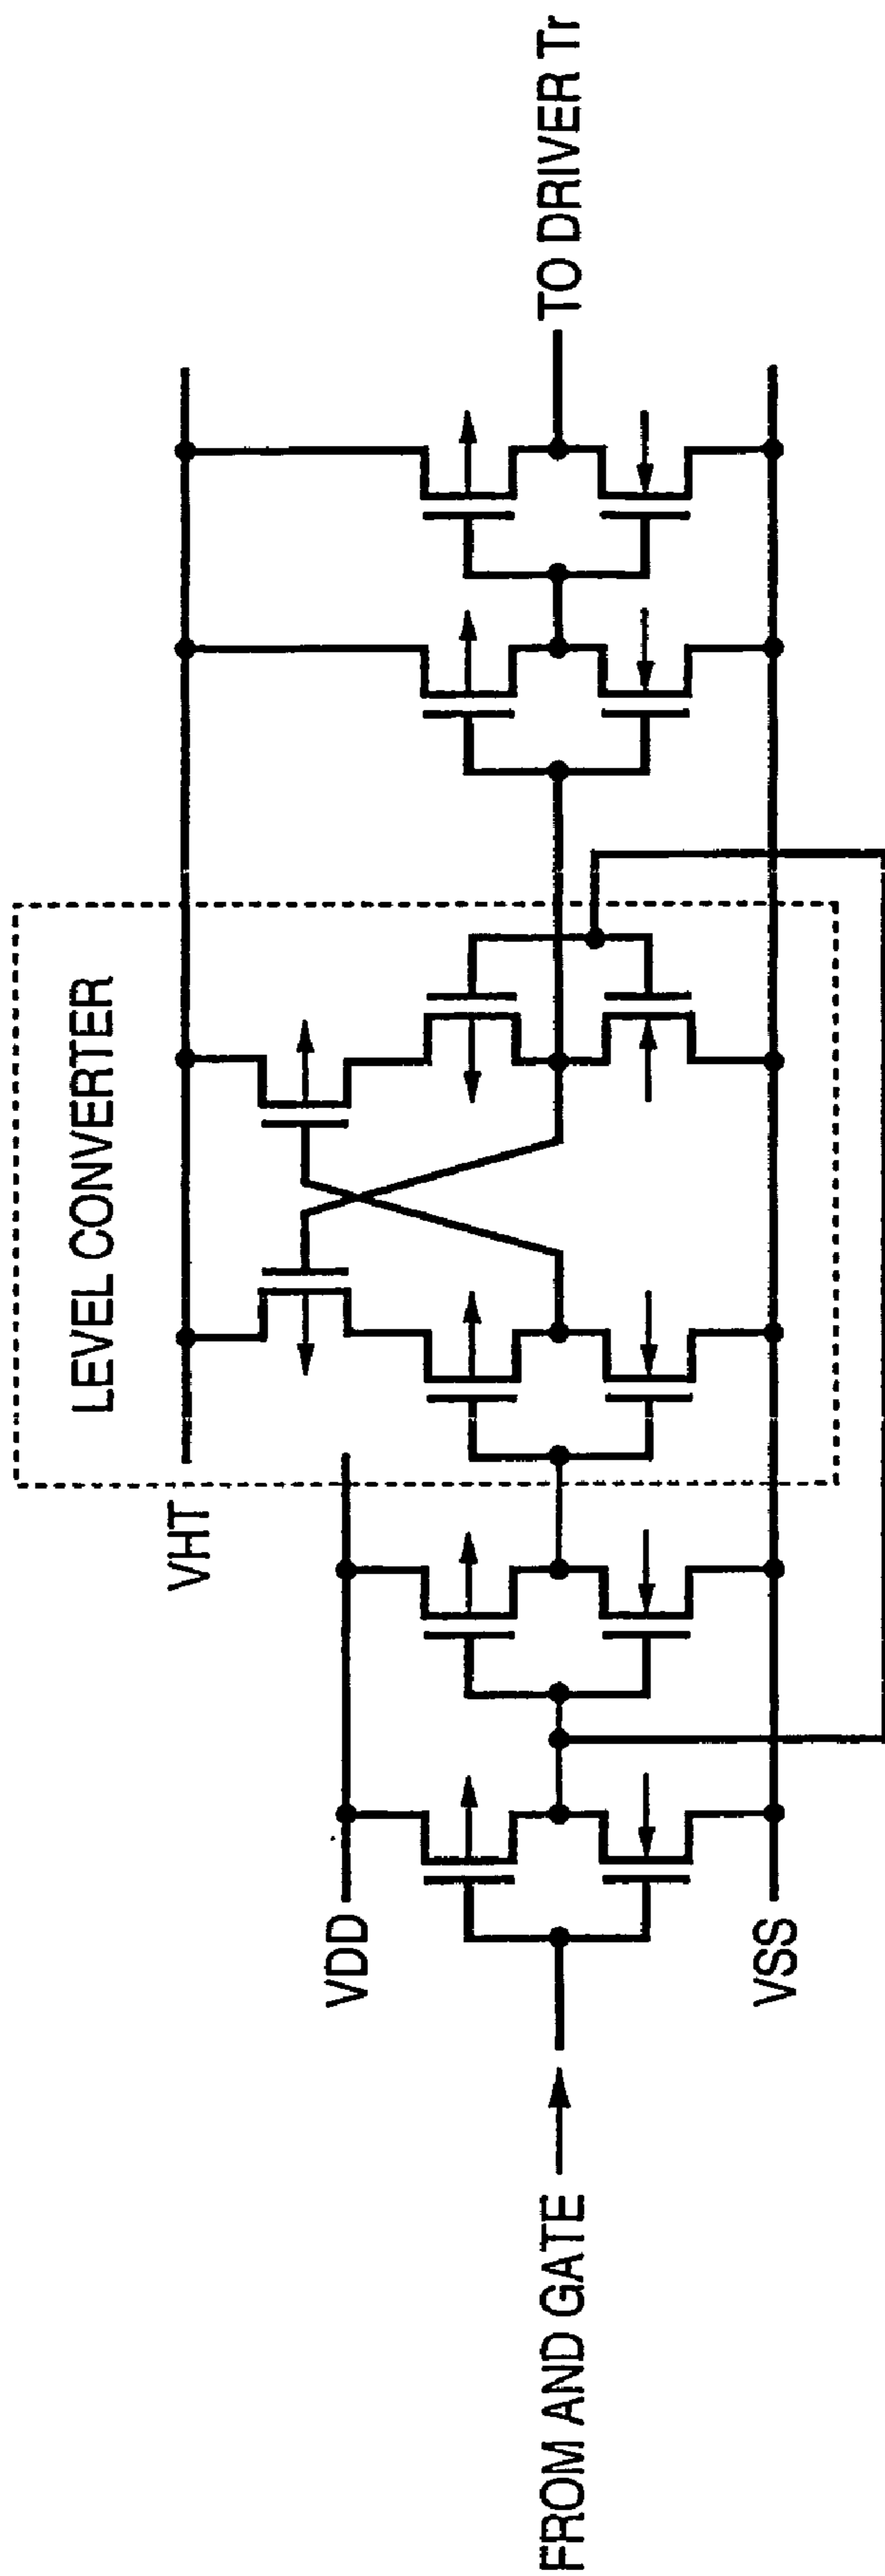 LEVEL CONVERTER
VHT
VDD
VSS
FROM AND GATE
TO DRIVER Tr